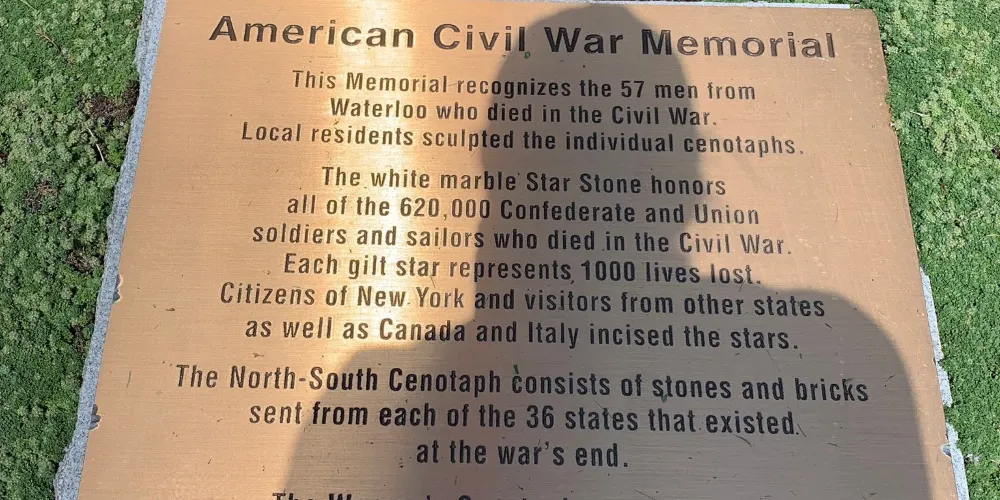 American Civil War Memorial
This Memorial recognizes the 57 men from
Waterloo who died in the Civil War.
Local residents sculpted the individual cenotaphs.
The white marble Star Stone honors
all of the 620,000 Confederate and Union
soldiers and sailors who died in the Civil War.
Each gilt star represents 1000 lives lost.
Citizens of New York and visitors from other states
as well as Canada and Italy incised the stars.
The North-South Cenotaph consists of stones and bricks
sent from each of the 36 states that existed
at the war's end.
The